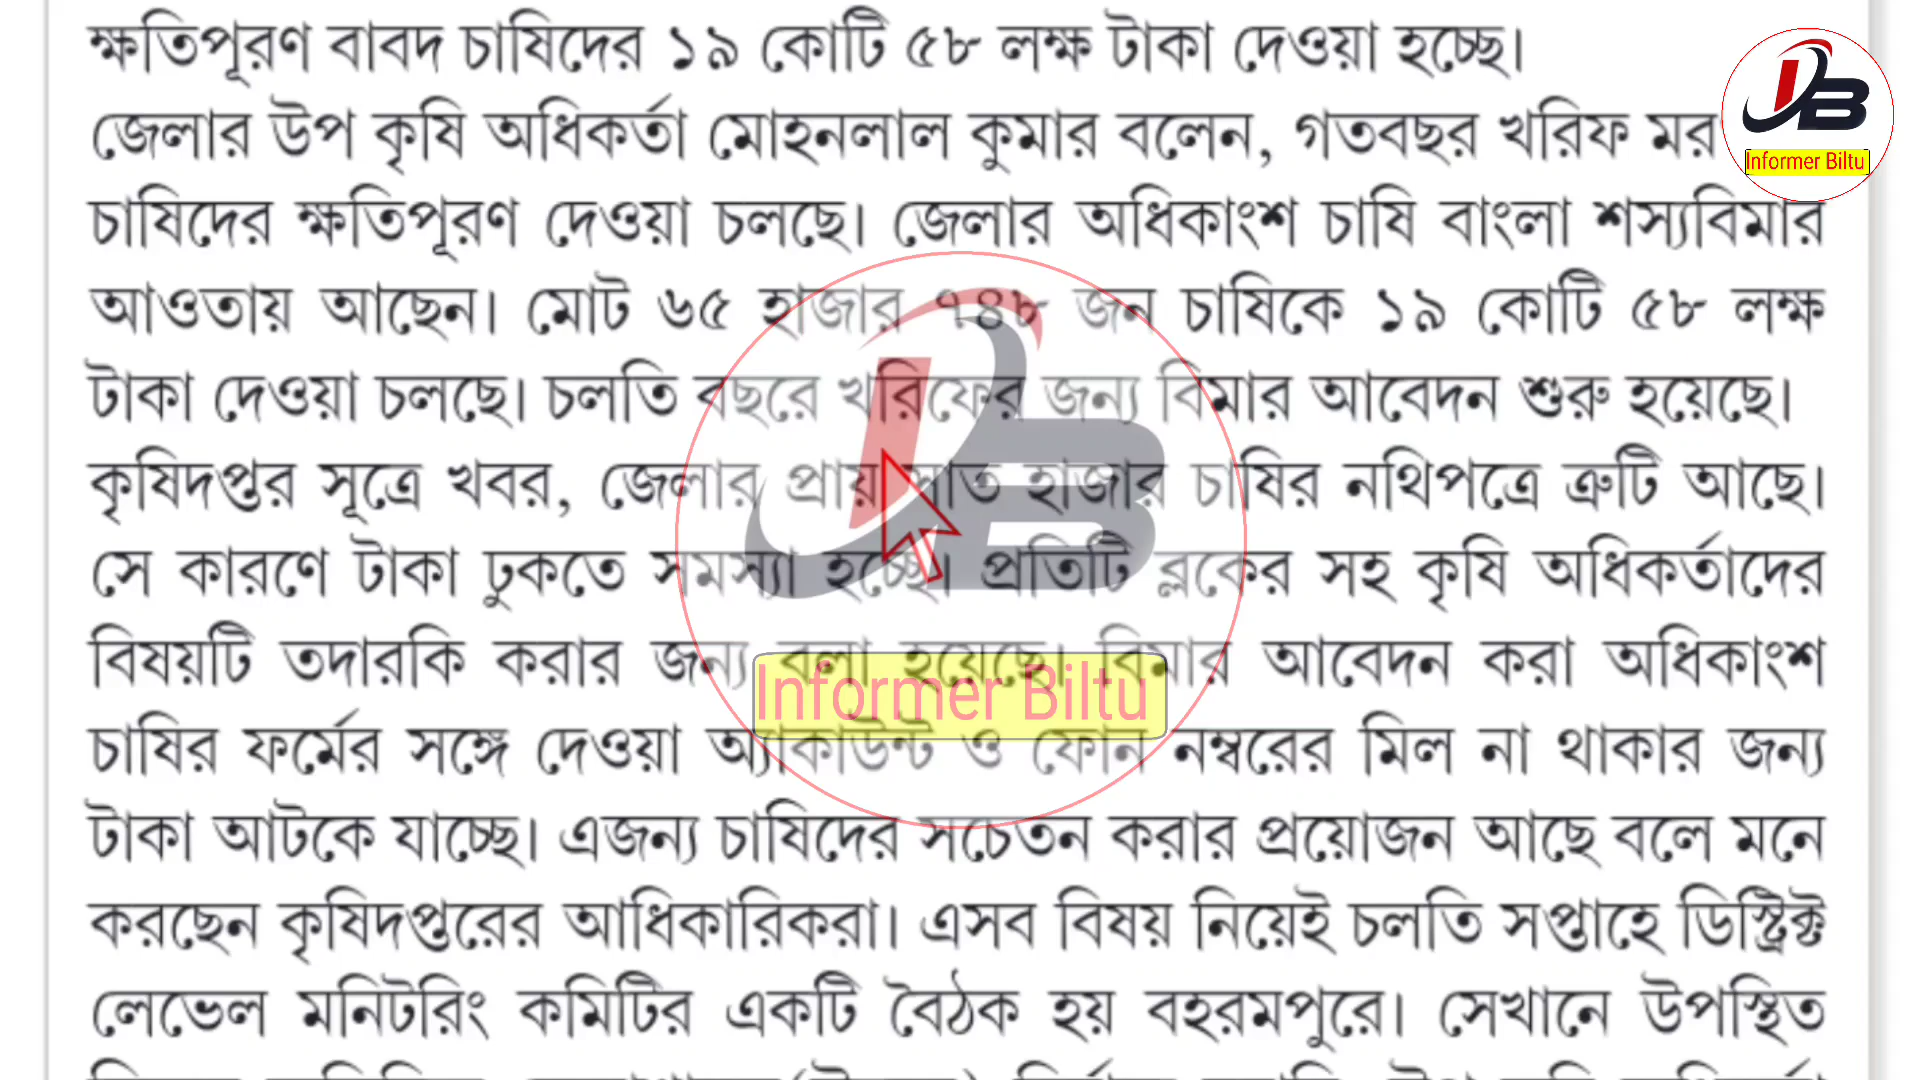 ক্ষতিপূরণ বাবদ চাষিদের ১৯ কোটি ৫৮ লক্ষ টাকা দেওয়া হচ্ছে।
জেলার উপ কৃষি অধিকর্তা মোহনলাল কুমার বলেন, গতবছর খরিফ মর
চাষিদের ক্ষতিপূরণ দেওয়া চলছে। জেলার অধিকাংশ চাষি বাংলা শস্যবিমার
আওতায় আছেন। মোট ৬৫ হাজার জন চাষিকে ১৯ কোটি ৫৮ লক্ষ
টাকা দেওয়া চলছে। চলতি বছরে খরিফের জন্য বিমার আবেদন শুরু হয়েছে।
কৃষিদপ্তর সূত্রে খবর, জেলার প্রায় সাত হাজার চাষির নথিপত্রে ত্রুটি আছে।
সে কারণে টাকা ঢুকতে সমস্যা হচ্ছে। প্রতিটি ব্লকের সহ কৃষি অধিকর্তাদের
বিষয়টি তদারকি করার জন্য বলা হয়েছে। বিমার আবেদন করা অধিকাংশ
চাষির ফর্মের সঙ্গে দেওয়া অ্যাকাউন্ট ও ফোন নম্বরের মিল না থাকার জন্য
টাকা আটকে যাচ্ছে। এজন্য চাষিদের সচেতন করার প্রয়োজন আছে বলে মনে
করছেন কৃষিদপ্তরের আধিকারিকরা। এসব বিষয় নিয়েই চলতি সপ্তাহে ডিস্ট্রিক্ট
লেভেল মনিটরিং কমিটির একটি বৈঠক হয় বহরমপুরে। সেখানে উপস্থিত
IB
Informer Biltu
IB
Informer Biltu